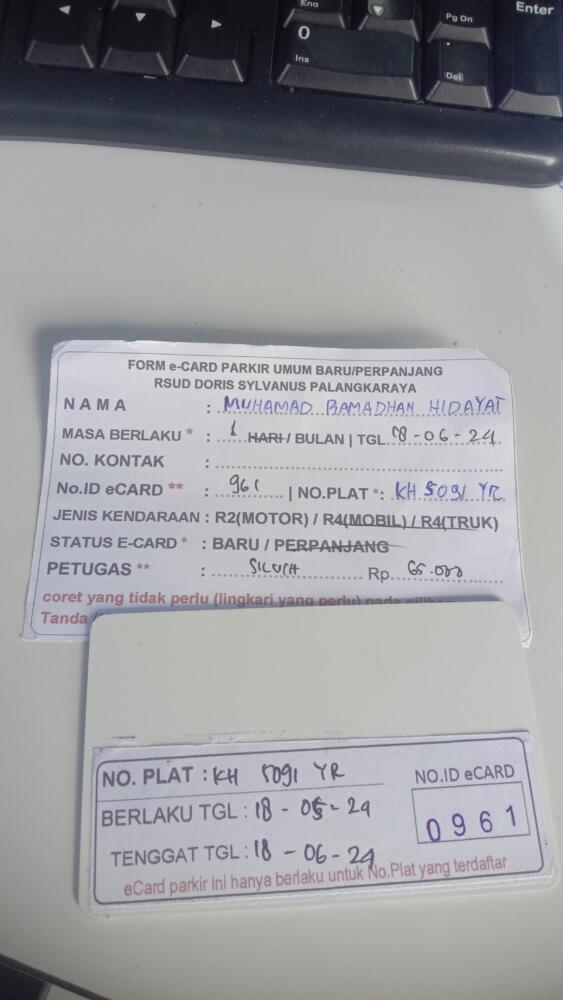 Enter
End
Pg Dn
0
Ins
.
Del
FORM e-CARD PARKIR UMUM BARU/PERPANJANG
RSUD DORIS SYLVANUS PALANGKARAYA
NAMA : MUHAMAD RAMADHAN HIDAYAT
MASA BERLAKU * : 1 HARI / BULAN | TGL 18-06-24
NO. KONTAK :
No.ID eCARD ** : 961 | NO.PLAT *: KH 5091 YR
JENIS KENDARAAN : R2(MOTOR) / R4(MOBIL) / R4(TRUK)
STATUS E-CARD * : BARU / PERPANJANG
PETUGAS ** : Rp 65.000
coret yang tidak perlu (lingkari yang perlu) pada
Tanda
NO. PLAT : KH 5091 YR
NO.ID eCARD
BERLAKU TGL : 18 - 05 - 24
0961
TENGGAT TGL : 18 - 06 - 24
eCard parkir ini hanya berlaku untuk No.Plat yang terdaftar